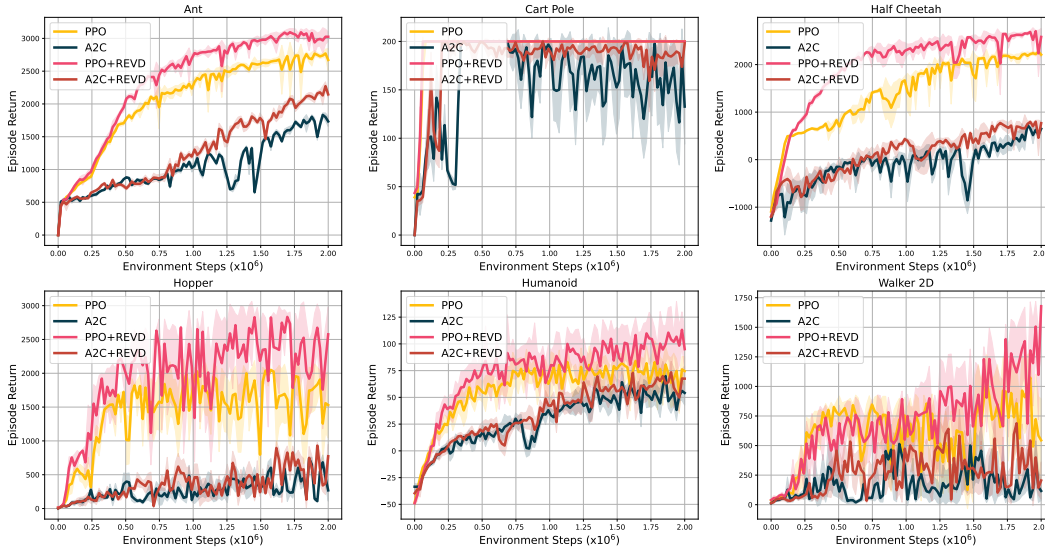 Ant
Episode Return
3000
2500
2000
1500
1000
500
0
PPO
A2C
PPO+REVD
A2C+REVD
0.0 0.25 0.50 0.75 1.00 1.25 1.50 1.75 2.00
Environment Steps (x10⁶)
Cart Pole
Episode Return
200
150
100
50
0
PPO
A2C
PPO+REVD
A2C+REVD
0.0 0.25 0.50 0.75 1.00 1.25 1.50 1.75 2.00
Environment Steps (x10⁶)
Half Cheetah
Episode Return
2000
1000
0
−1000
PPO
A2C
PPO+REVD
A2C+REVD
0.0 0.25 0.50 0.75 1.00 1.25 1.50 1.75 2.0
Environment Steps (x10⁶)
Hopper
Episode Return
3000
2500
2000
1500
1000
500
0
PPO
A2C
PPO+REVD
A2C+REVD
0.0 0.25 0.50 0.75 1.00 1.25 1.50 1.75 2.00
Environment Steps (x10⁶)
Humanoid
Episode Return
125
100
75
50
25
0
−25
−50
PPO
A2C
PPO+REVD
A2C+REVD
0.0 0.25 0.50 0.75 1.00 1.25 1.50 1.75 2.00
Environment Steps (x10⁶)
Walker 2D
Episode Return
1750
1500
1250
1000
750
500
250
0
PPO
A2C
PPO+REVD
A2C+REVD
0.0 0.25 0.50 0.75 1.00 1.25 1.50 1.75 2.0
Environment Steps (x10⁶)